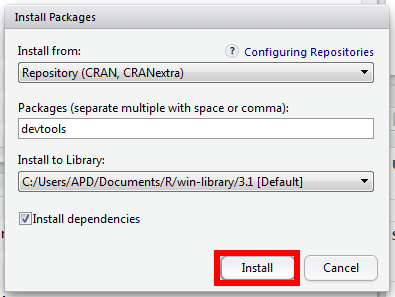 Install Packages
Install from:
? Configuring Repositories
Repository (CRAN, CRANextra)
Packages (separate multiple with space or comma):
devtools
Install to Library:
C:/Users/APD/Documents/R/win-library/3.1 [Default]
Install dependencies
Install
Cancel